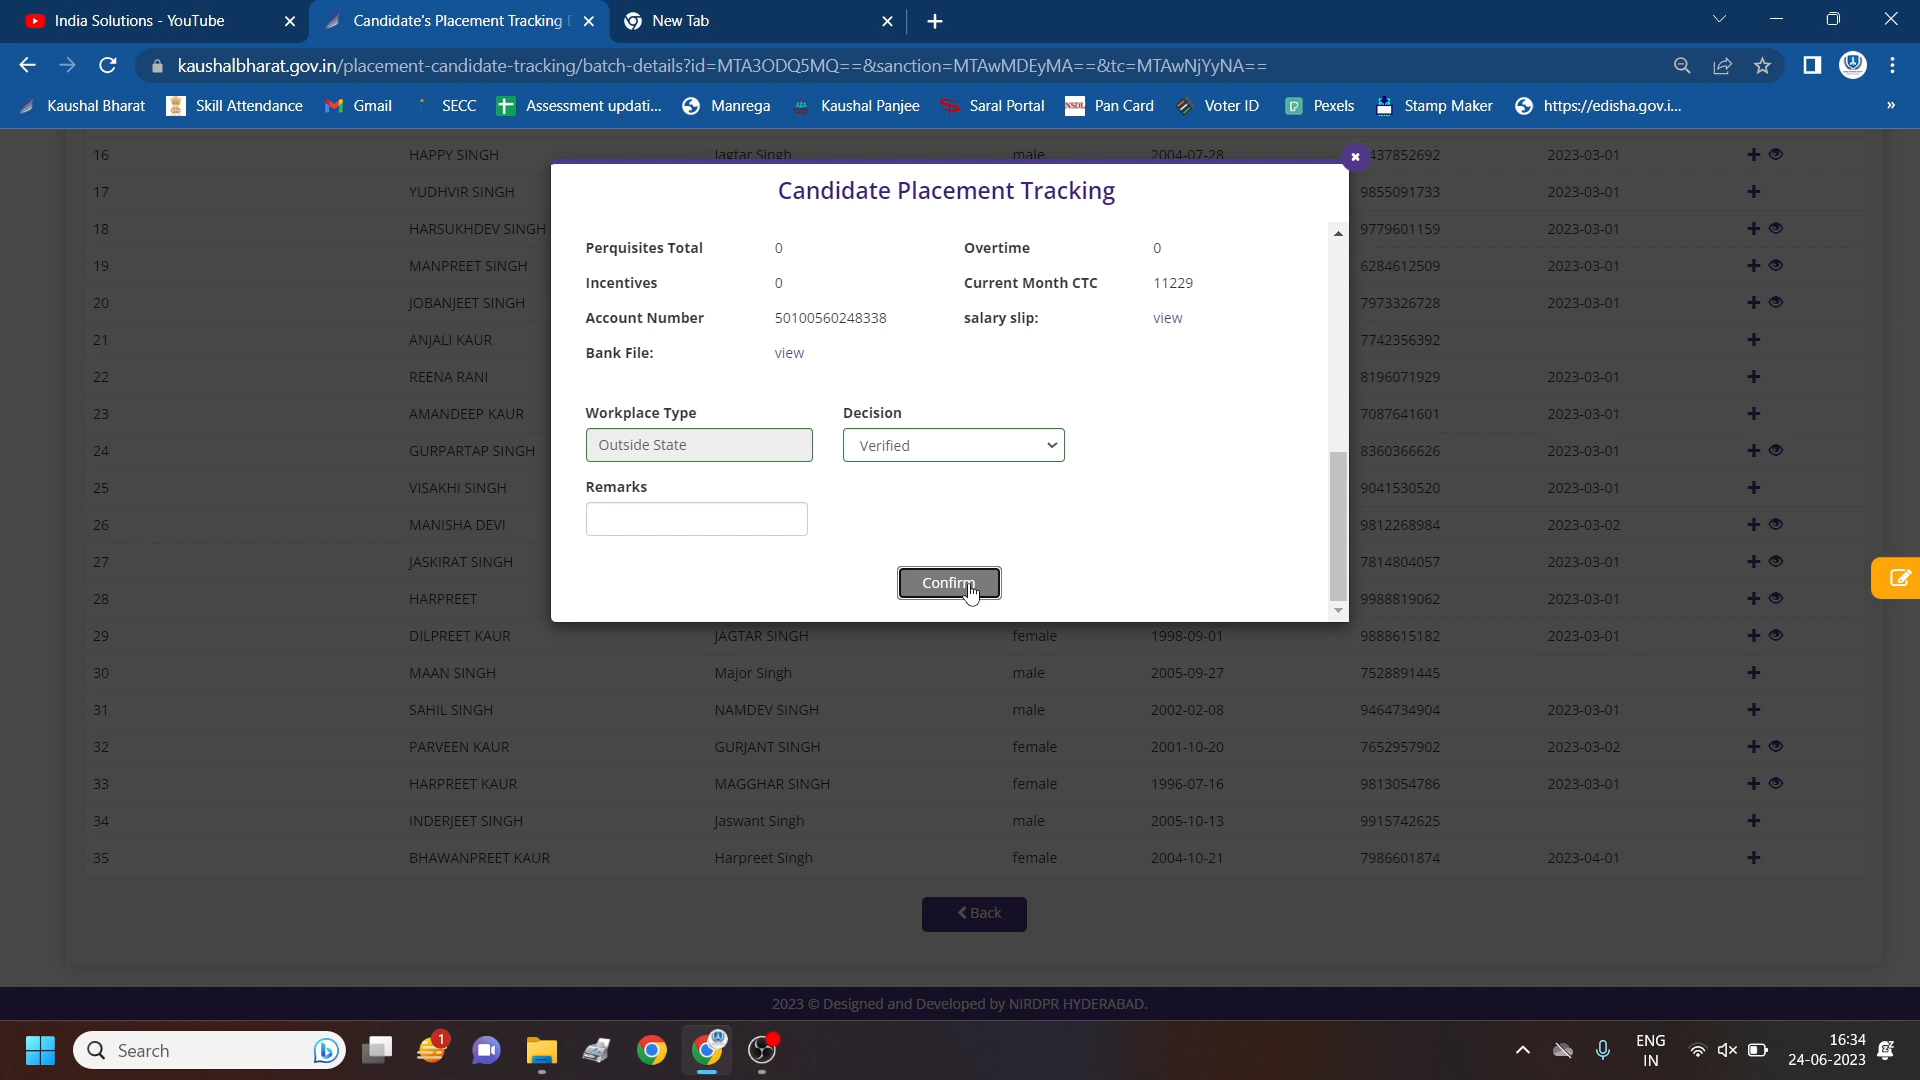 India Solutions - YouTube
Candidate's Placement Tracking
New Tab
kaushalbharat.gov.in/placement-candidate-tracking/batch-details?id=MTA3ODQ5MQ==&sanction=MTAwMDEyMA==&tc=MTAwNjYyNA==
Kaushal Bharat Skill Attendance Gmail SECC Assessment updati... Manrega Kaushal Panjee Saral Portal Pan Card Voter ID Pexels Stamp Maker https://edisha.gov.i... »
16 HAPPY SINGH Jagtar Singh male 2004-07-28 437852692 2023-03-01
17 YUDHVIR SINGH 9855091733 2023-03-01
18 HARSUKHDEV SINGH 9779601159 2023-03-01
19 MANPREET SINGH 6284612509 2023-03-01
20 JOBANJEET SINGH 7973326728 2023-03-01
21 ANJALI KAUR 7742356392
22 REENA RANI 8196071929 2023-03-01
23 AMANDEEP KAUR 7087641601 2023-03-01
24 GURPARTAP SINGH 8360366626 2023-03-01
25 VISAKHI SINGH 9041530520 2023-03-01
26 MANISHA DEVI 9812268984 2023-03-02
27 JASKIRAT SINGH 7814804057 2023-03-01
28 HARPREET 9988819062 2023-03-01
29 DILPREET KAUR JAGTAR SINGH female 1998-09-01 9888615182 2023-03-01
30 MAAN SINGH Major Singh male 2005-09-27 7528891445
31 SAHIL SINGH NAMDEV SINGH male 2002-02-08 9464734904 2023-03-01
32 PARVEEN KAUR GURJANT SINGH female 2001-10-20 7652957902 2023-03-02
33 HARPREET KAUR MAGGHAR SINGH female 1996-07-16 9813054786 2023-03-01
34 INDERJEET SINGH Jaswant Singh male 2005-10-13 9915742625
35 BHAWANPREET KAUR Harpreet Singh female 2004-10-21 7986601874 2023-04-01
Candidate Placement Tracking
Perquisites Total 0 Overtime 0
Incentives 0 Current Month CTC 11229
Account Number 50100560248338 salary slip: view
Bank File: view
Workplace Type Decision
Outside State Verified
Remarks
Confirm
Back
2023 © Designed and Developed by NIRDPR HYDERABAD.
Search
1
ENG
IN
16:34
24-06-2023